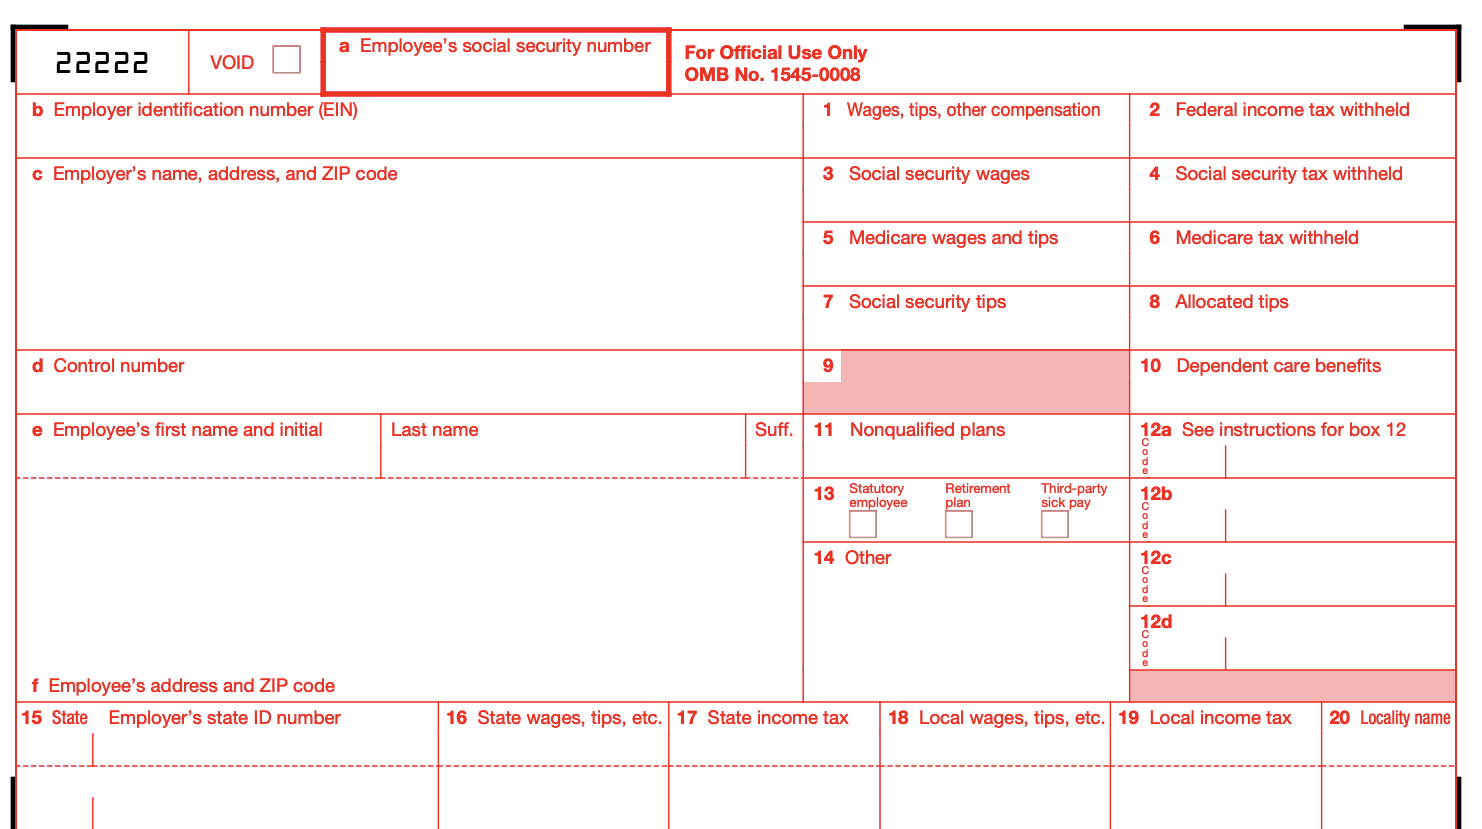 22222
VOID
a Employee's social security number
For Official Use Only
OMB No. 1545-0008
b Employer identification number (EIN)
1 Wages, tips, other compensation
2 Federal income tax withheld
c Employer's name, address, and ZIP code
3 Social security wages
4 Social security tax withheld
5 Medicare wages and tips
6 Medicare tax withheld
7 Social security tips
8 Allocated tips
d Control number
9
10 Dependent care benefits
e Employee's first name and initial
Last name
Suff.
11 Nonqualified plans
12a See instructions for box 12
Code
13
Statutory
employee
Retirement
plan
Third-party
sick pay
12b
Code
14 Other
12c
Code
12d
Code
f Employee's address and ZIP code
15 State
Employer's state ID number
16 State wages, tips, etc.
17 State income tax
18 Local wages, tips, etc.
19 Local income tax
20 Locality name